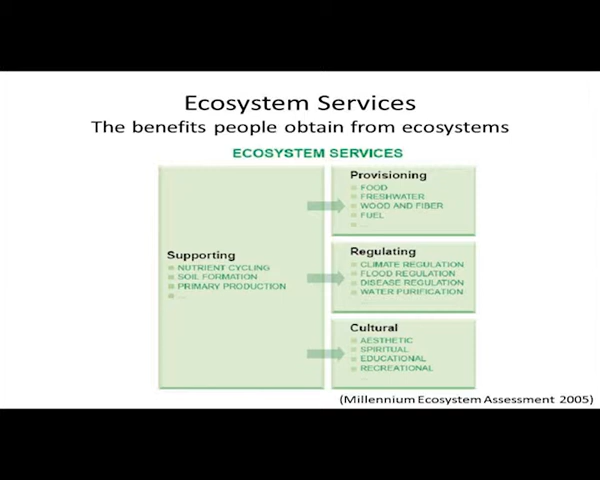 Ecosystem Services
The benefits people obtain from ecosystems
ECOSYSTEM SERVICES
Supporting
NUTRIENT CYCLING
SOIL FORMATION
PRIMARY PRODUCTION
...
Provisioning
FOOD
FRESHWATER
WOOD AND FIBER
FUEL
...
Regulating
CLIMATE REGULATION
FLOOD REGULATION
DISEASE REGULATION
WATER PURIFICATION
...
Cultural
AESTHETIC
SPIRITUAL
EDUCATIONAL
RECREATIONAL
...
(Millennium Ecosystem Assessment 2005)